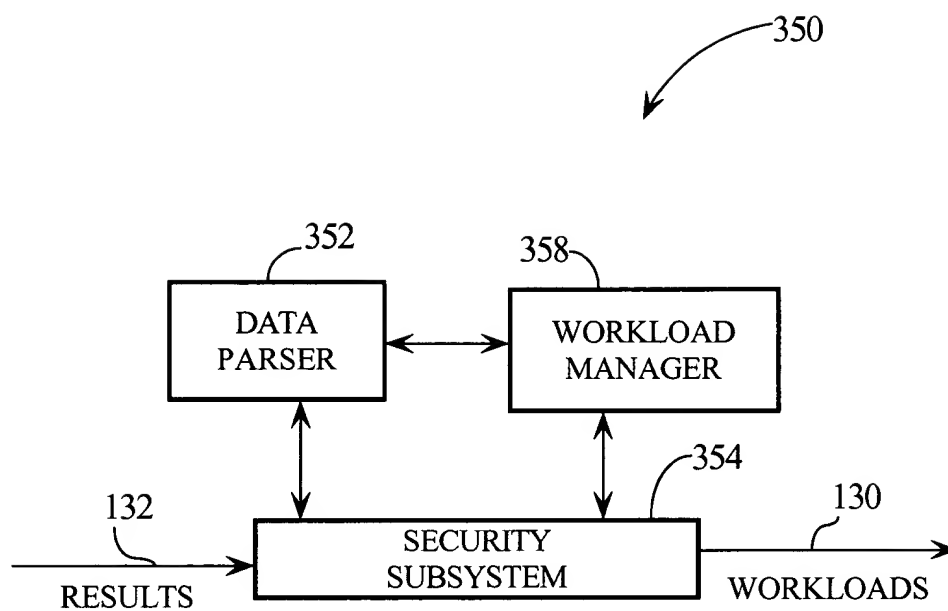 350
352
358
DATA
PARSER
WORKLOAD
MANAGER
354
132
130
SECURITY
SUBSYSTEM
RESULTS
WORKLOADS